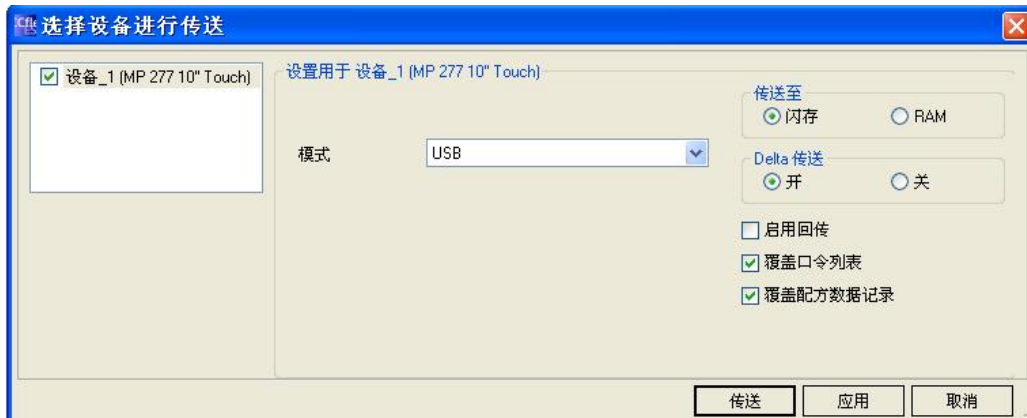 选择设备进行传送
设备_1 (MP 277 10" Touch)
设置用于 设备_1 (MP 277 10" Touch)
模式
USB
传送至
闪存
RAM
Delta 传送
开
关
启用回传
覆盖口令列表
覆盖配方数据记录
传送
应用
取消